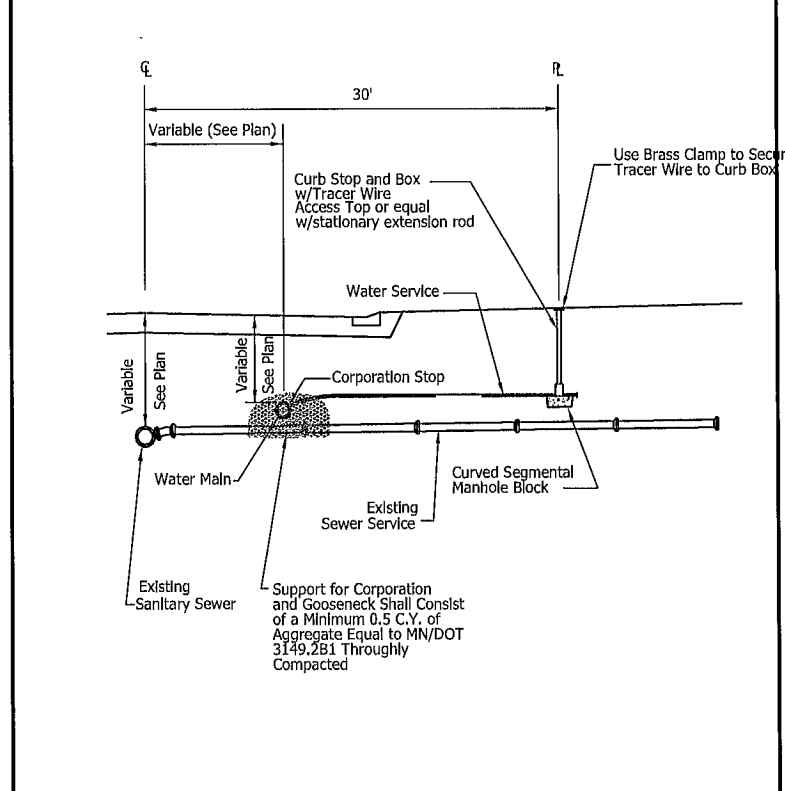 ℄
PL
30'
Variable (See Plan)
Use Brass Clamp to Secur
Tracer Wire to Curb Box
Curb Stop and Box
w/Tracer Wire
Access Top or equal
w/stationary extension rod
Water Service
Variable
See Plan
Variable
See Plan
Corporation Stop
Water Main
Curved Segmental
Manhole Block
Existing
Sewer Service
Existing
Sanitary Sewer
Support for Corporation
and Gooseneck Shall Consist
of a Minimum 0.5 C.Y. of
Aggregate Equal to MN/DOT
3149.2B1 Throughly
Compacted